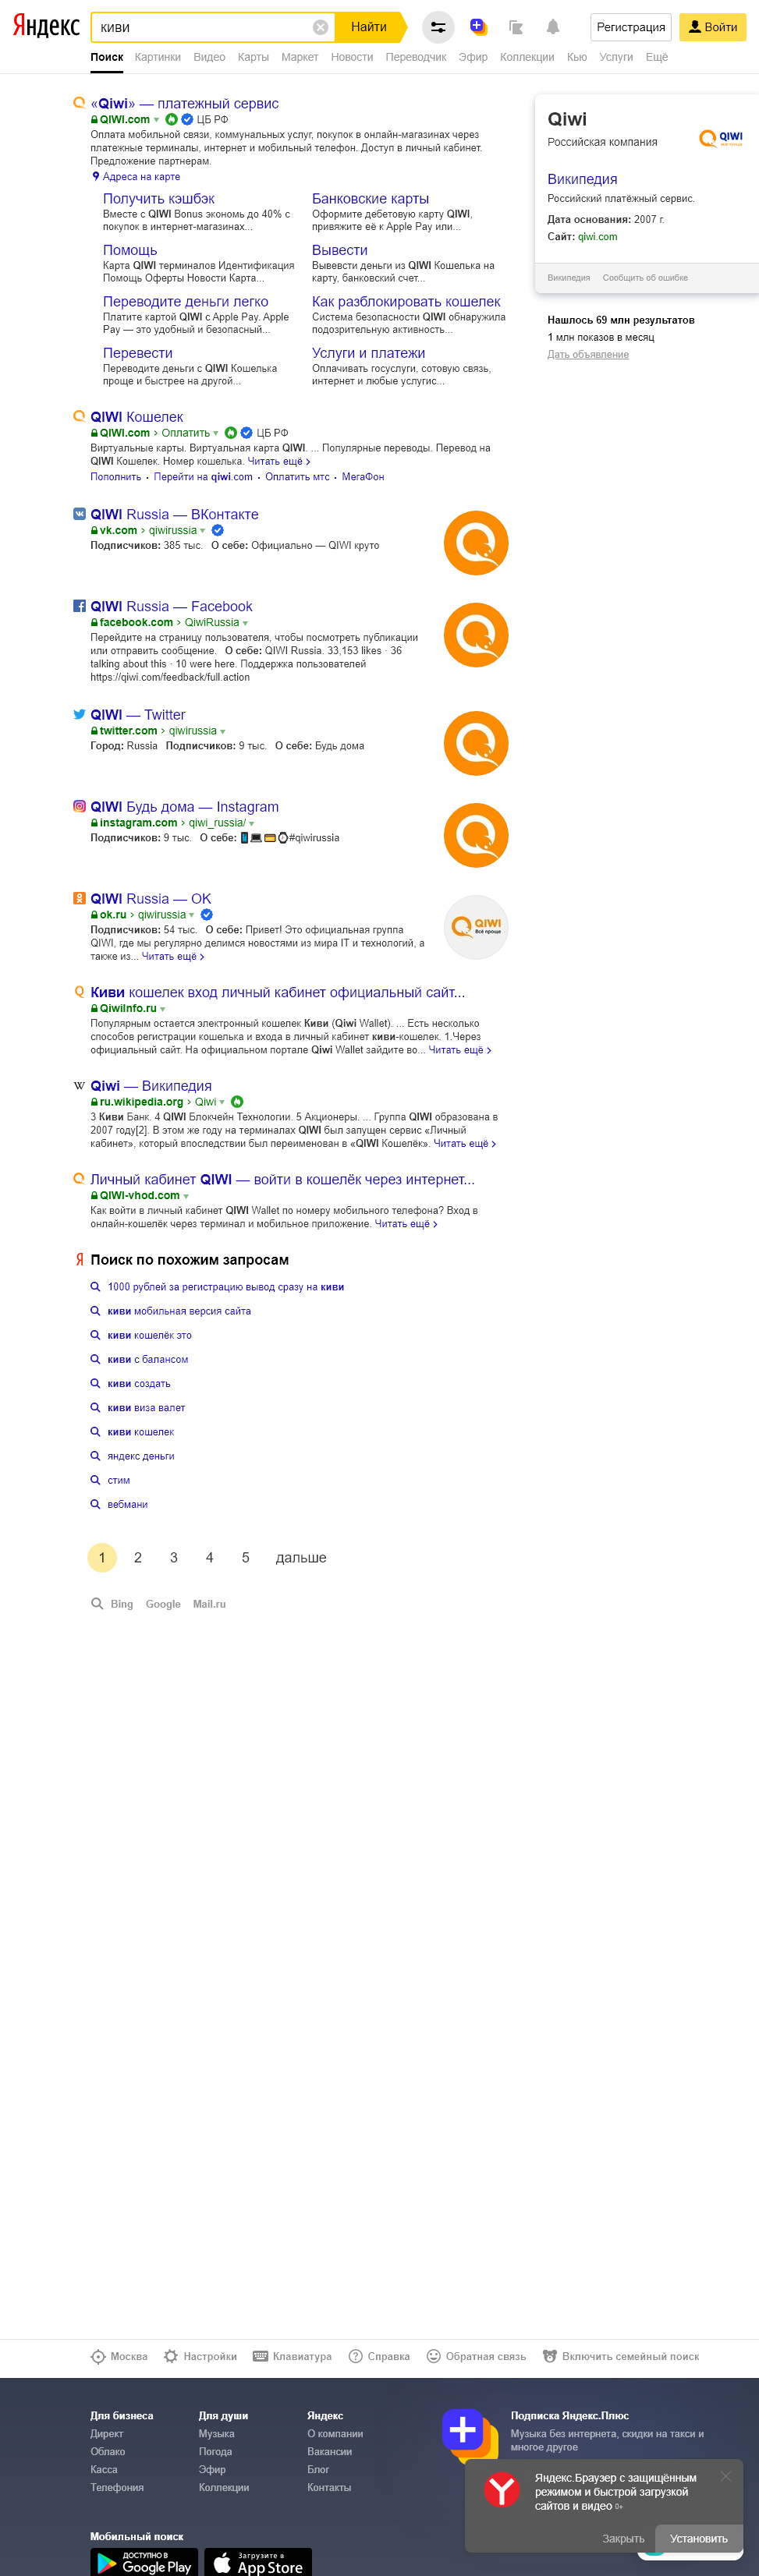 Яндекс
киви
Найти
Регистрация
Войти
Поиск Картинки Видео Карты Маркет Новости Переводчик Эфир Коллекции Кью Услуги Ещё
«Qiwi» — платежный сервис
QIWI.com ЦБ РФ
Оплата мобильной связи, коммунальных услуг, покупок в онлайн-магазинах через
платежные терминалы, интернет и мобильный телефон. Доступ в личный кабинет.
Предложение партнерам.
Адреса на карте
Получить кэшбэк
Вместе с QIWI Bonus экономь до 40% с
покупок в интернет-магазинах...
Банковские карты
Оформите дебетовую карту QIWI,
привяжите её к Apple Pay или...
Помощь
Карта QIWI терминалов Идентификация
Помощь Оферты Новости Карта...
Вывести
Вывевсти деньги из QIWI Кошелька на
карту, банковский счет...
Переводите деньги легко
Платите картой QIWI с Apple Pay. Apple
Pay — это удобный и безопасный...
Как разблокировать кошелек
Система безопасности QIWI обнаружила
подозрительную активность...
Перевести
Переводите деньги с QIWI Кошелька
проще и быстрее на другой...
Услуги и платежи
Оплачивать госуслуги, сотовую связь,
интернет и любые услугис...
QIWI Кошелек
QIWI.com › Оплатить ЦБ РФ
Виртуальные карты. Виртуальная карта QIWI. ... Популярные переводы. Перевод на
QIWI Кошелек. Номер кошелька. Читать ещё ›
Пополнить • Перейти на qiwi.com • Оплатить мтс • МегаФон
QIWI Russia — ВКонтакте
vk.com › qiwirussia
Подписчиков: 385 тыс. О себе: Официально — QIWI круто
QIWI Russia — Facebook
facebook.com › QiwiRussia
Перейдите на страницу пользователя, чтобы посмотреть публикации
или отправить сообщение. О себе: QIWI Russia. 33,153 likes · 36
talking about this · 10 were here. Поддержка пользователей
https://qiwi.com/feedback/full.action
QIWI — Twitter
twitter.com › qiwirussia
Город: Russia Подписчиков: 9 тыс. О себе: Будь дома
QIWI Будь дома — Instagram
instagram.com › qiwi_russia/
Подписчиков: 9 тыс. О себе: 📱💻💳⌚#qiwirussia
QIWI Russia — OK
ok.ru › qiwirussia
Подписчиков: 54 тыс. О себе: Привет! Это официальная группа
QIWI, где мы регулярно делимся новостями из мира IT и технологий, а
также из... Читать ещё ›
QIWI
Всё проще
Киви кошелек вход личный кабинет официальный сайт...
QiwiInfo.ru
Популярным остается электронный кошелек Киви (Qiwi Wallet). ... Есть несколько
способов регистрации кошелька и входа в личный кабинет киви-кошелек. 1.Через
официальный сайт. На официальном портале Qiwi Wallet зайдите во... Читать ещё ›
Qiwi — Википедия
ru.wikipedia.org › Qiwi
3 Киви Банк. 4 QIWI Блокчейн Технологии. 5 Акционеры. ... Группа QIWI образована в
2007 году[2]. В этом же году на терминалах QIWI был запущен сервис «Личный
кабинет», который впоследствии был переименован в «QIWI Кошелёк». Читать ещё ›
Личный кабинет QIWI — войти в кошелёк через интернет...
QIWI-vhod.com
Как войти в личный кабинет QIWI Wallet по номеру мобильного телефона? Вход в
онлайн-кошелёк через терминал и мобильное приложение. Читать ещё ›
Поиск по похожим запросам
1000 рублей за регистрацию вывод сразу на киви
киви мобильная версия сайта
киви кошелёк это
киви с балансом
киви создать
киви виза валет
киви кошелек
яндекс деньги
стим
вебмани
1 2 3 4 5 дальше
Bing Google Mail.ru
Qiwi
Российская компания
QIWI
Википедия
Российский платёжный сервис.
Дата основания: 2007 г.
Сайт: qiwi.com
Википедия Сообщить об ошибке
Нашлось 69 млн результатов
1 млн показов в месяц
Дать объявление
Москва Настройки Клавиатура Справка Обратная связь Включить семейный поиск
Для бизнеса
Директ
Облако
Касса
Телефония
Для души
Музыка
Погода
Эфир
Коллекции
Яндекс
О компании
Вакансии
Блог
Контакты
Подписка Яндекс.Плюс
Музыка без интернета, скидки на такси и
многое другое
Яндекс.Браузер с защищённым
режимом и быстрой загрузкой
сайтов и видео 0+
Закрыть Установить
Мобильный поиск
ДОСТУПНО В
Google Play
Загрузите в
App Store